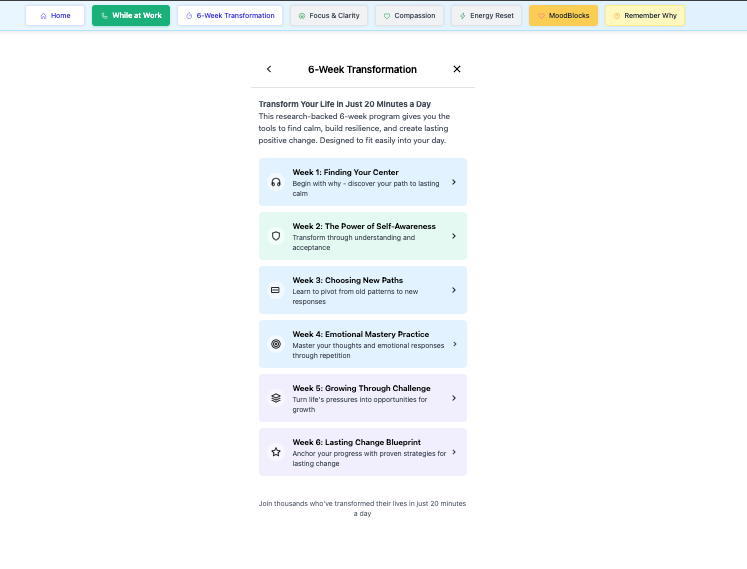 Home
While at Work
6-Week Transformation
Focus & Clarity
Compassion
Energy Reset
MoodBlocks
Remember Why
6-Week Transformation
Transform Your Life in Just 20 Minutes a Day
This research-backed 6-week program gives you the
tools to find calm, build resilience, and create lasting
positive change. Designed to fit easily into your day.
Week 1: Finding Your Center
Begin with why - discover your path to lasting
calm
Week 2: The Power of Self-Awareness
Transform through understanding and
acceptance
Week 3: Choosing New Paths
Learn to pivot from old patterns to new
responses
Week 4: Emotional Mastery Practice
Master your thoughts and emotional responses
through repetition
Week 5: Growing Through Challenge
Turn life's pressures into opportunities for
growth
Week 6: Lasting Change Blueprint
Anchor your progress with proven strategies for
lasting change
Join thousands who've transformed their lives in just 20 minutes
a day